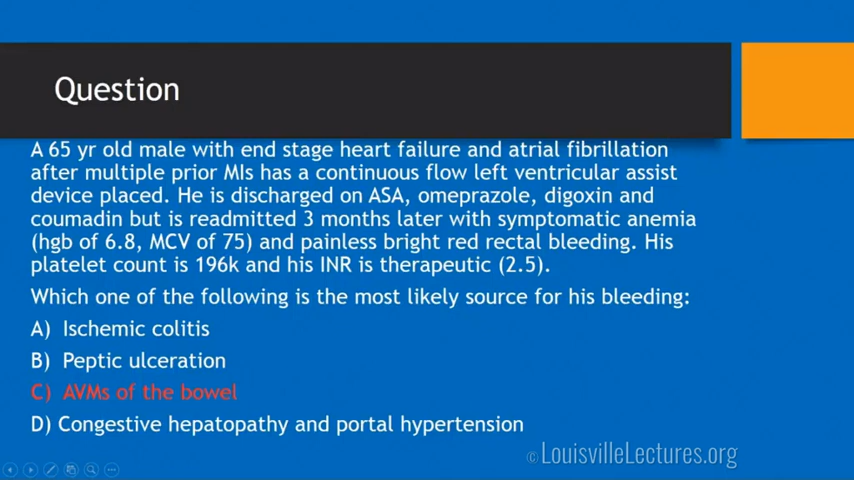 Question
A 65 yr old male with end stage heart failure and atrial fibrillation
after multiple prior MIs has a continuous flow left ventricular assist
device placed. He is discharged on ASA, omeprazole, digoxin and
coumadin but is readmitted 3 months later with symptomatic anemia
(hgb of 6.8, MCV of 75) and painless bright red rectal bleeding. His
platelet count is 196k and his INR is therapeutic (2.5).
Which one of the following is the most likely source for his bleeding:
A) Ischemic colitis
B) Peptic ulceration
C) AVMs of the bowel
D) Congestive hepatopathy and portal hypertension
© LouisvilleLectures.org